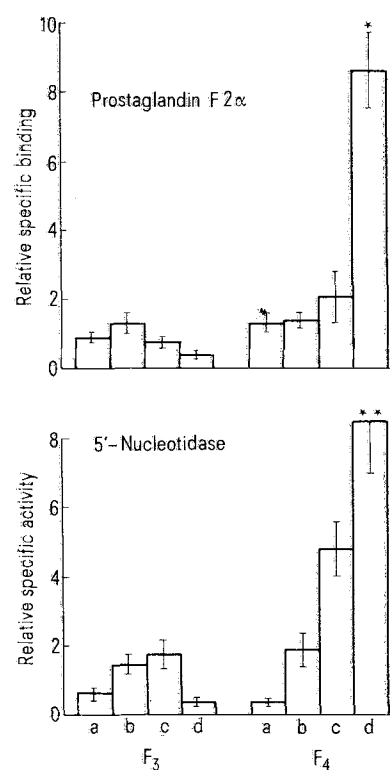 10
Prostaglandin F 2α
8
6
4
2
0
Relative specific binding
*
*
5'-Nucleotidase
* *
8
6
4
2
0
Relative specific activity
a b c d a b c d
F3 F4